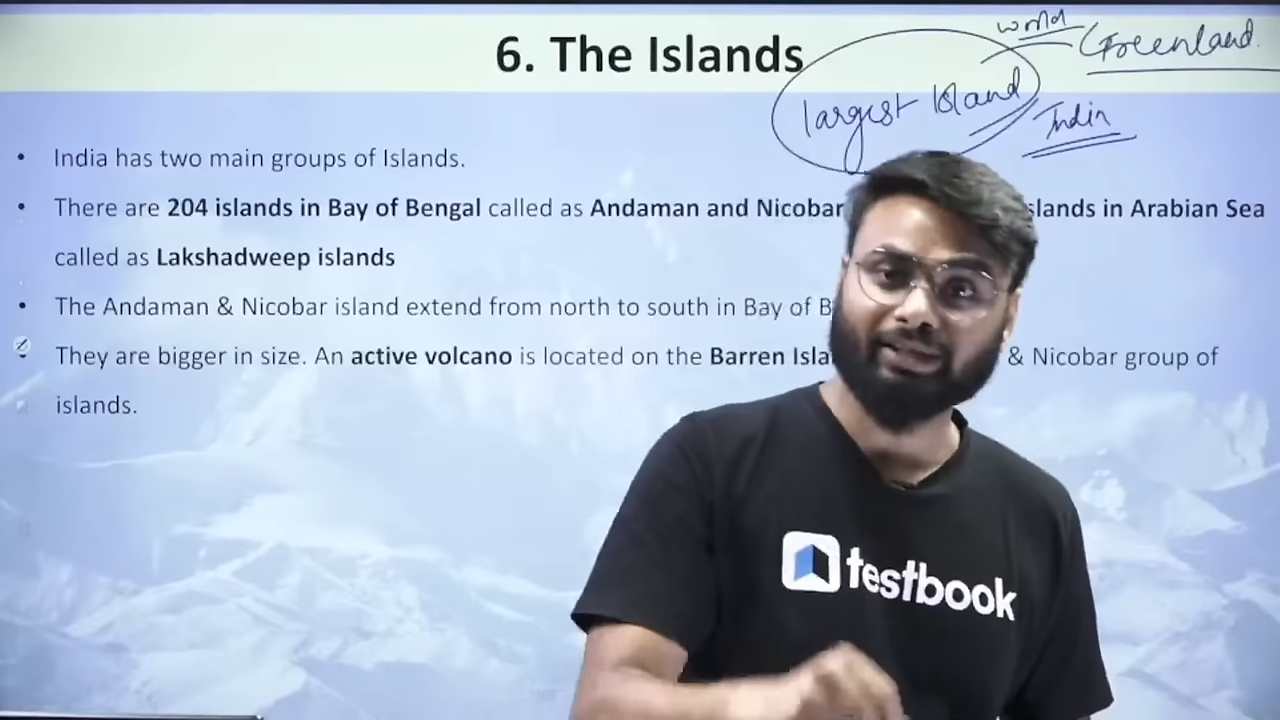 6. The Islands
world
Greenland
largest Island
India
• India has two main groups of Islands.
• There are 204 islands in Bay of Bengal called as Andaman and Nicobar slands in Arabian Sea
called as Lakshadweep islands
• The Andaman & Nicobar island extend from north to south in Bay of B
• They are bigger in size. An active volcano is located on the Barren Isla & Nicobar group of
islands.
testbook